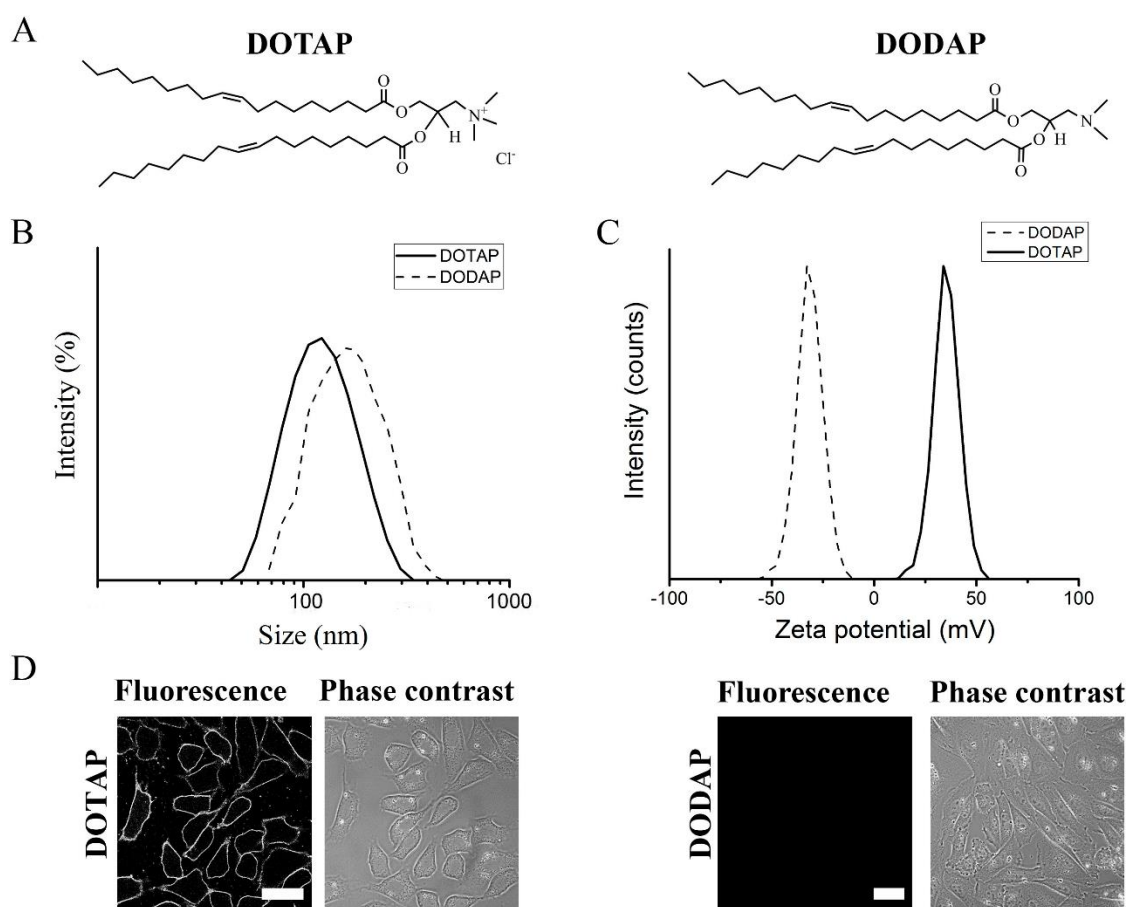 A
DOTAP
DODAP
O
O
N+
O
H
O
Cl-
O
O
N
O
H
O
B
DOTAP
DODAP
Intensity (%)
100
1000
Size (nm)
C
DODAP
DOTAP
Intensity (counts)
-100
-50
0
50
100
Zeta potential (mV)
D
Fluorescence
Phase contrast
DOTAP
Fluorescence
Phase contrast
DODAP